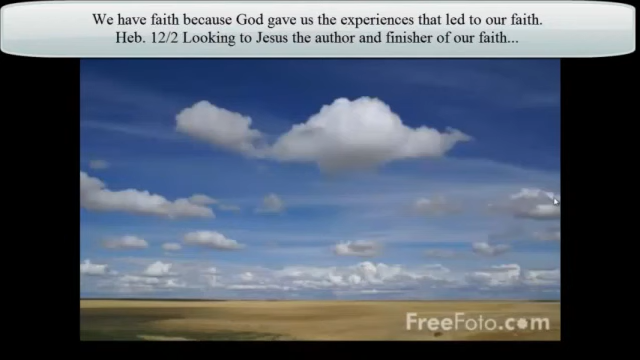 We have faith because God gave us the experiences that led to our faith.
Heb. 12/2 Looking to Jesus the author and finisher of our faith...
FreeFoto.com